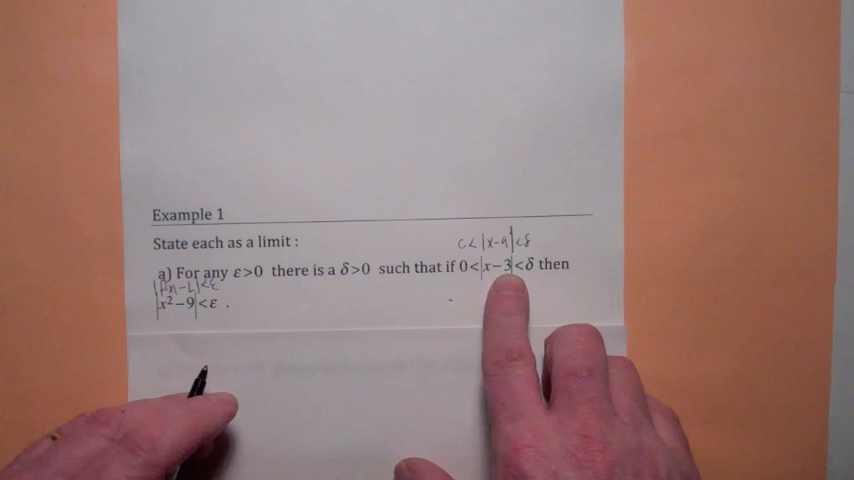 Example 1
State each as a limit :
0<|x-a|<δ
a) For any ε>0 there is a δ>0 such that if 0<|x−3|<δ then
|f(x)-L|<ε
|x²−9|<ε .